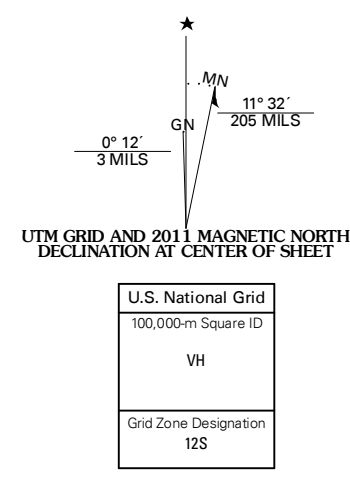 ★
MN
GN
11° 32´
205 MILS
0° 12´
3 MILS
UTM GRID AND 2011 MAGNETIC NORTH
DECLINATION AT CENTER OF SHEET
U.S. National Grid
100,000-m Square ID
VH
Grid Zone Designation
12S